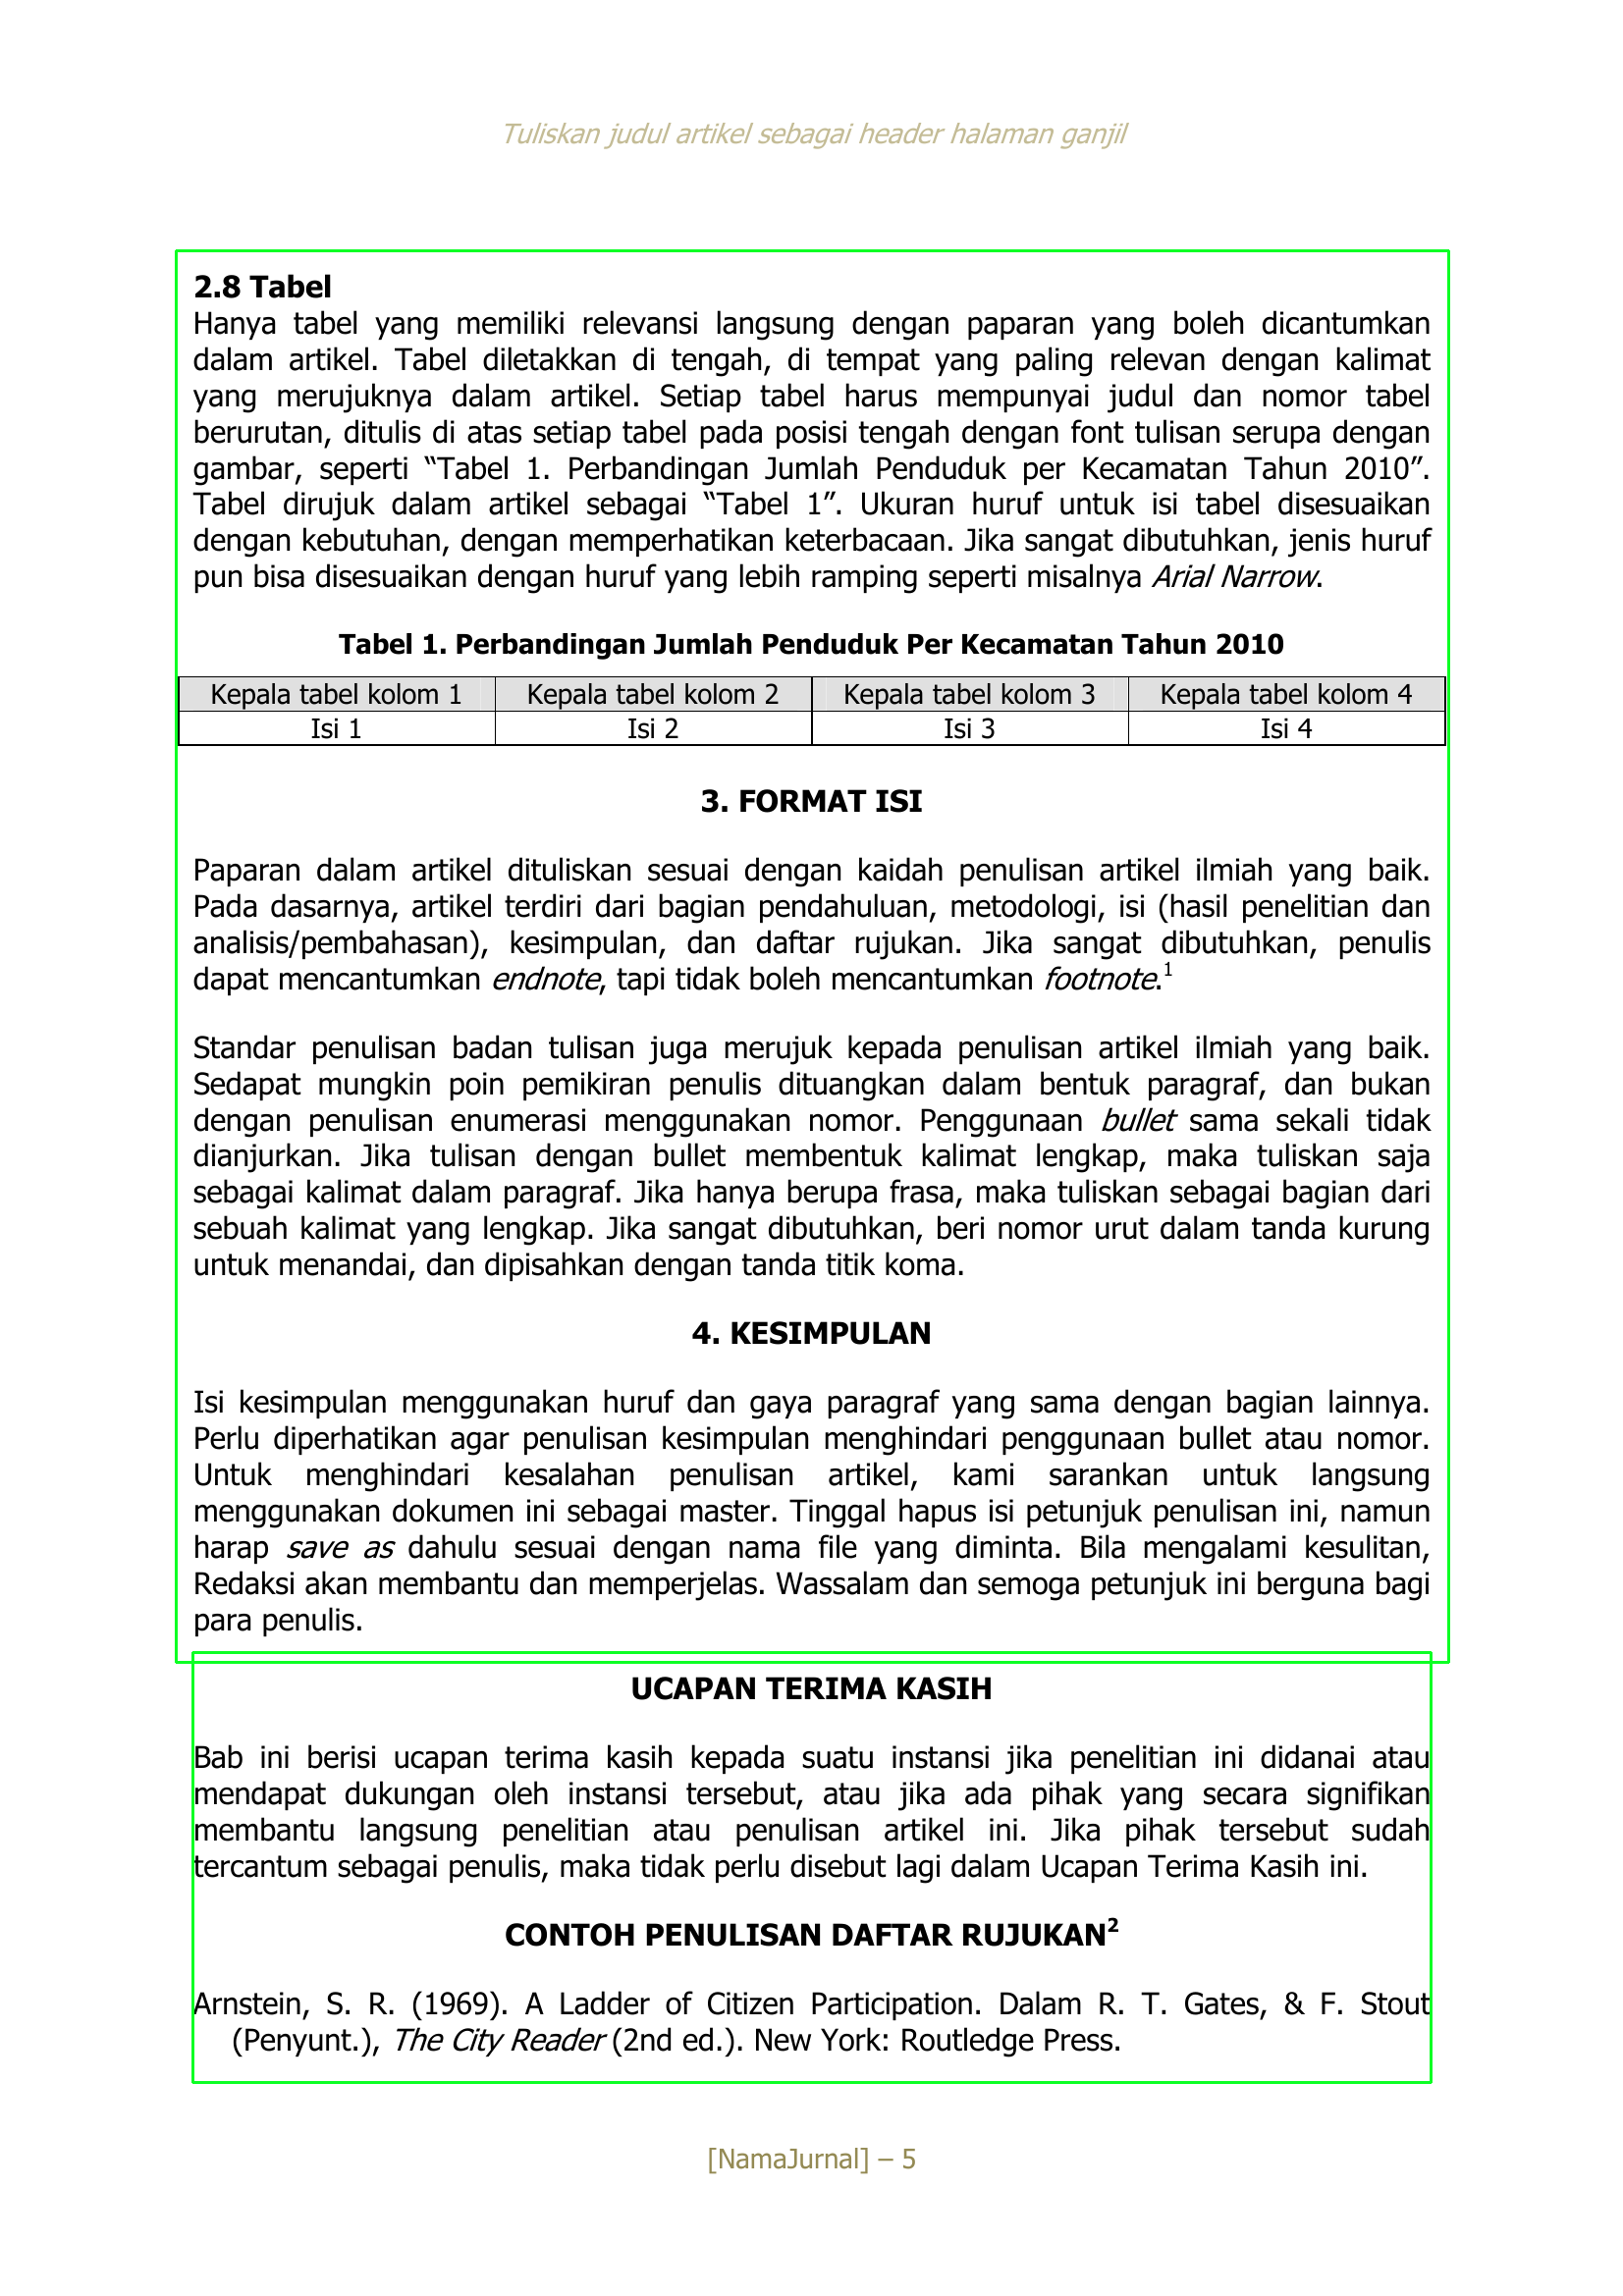 Tuliskan judul artikel sebagai header halaman ganjil
2.8 Tabel
Hanya tabel yang memiliki relevansi langsung dengan paparan yang boleh dicantumkan
dalam artikel. Tabel diletakkan di tengah, di tempat yang paling relevan dengan kalimat
yang merujuknya dalam artikel. Setiap tabel harus mempunyai judul dan nomor tabel
berurutan, ditulis di atas setiap tabel pada posisi tengah dengan font tulisan serupa dengan
gambar, seperti “Tabel 1. Perbandingan Jumlah Penduduk per Kecamatan Tahun 2010”.
Tabel dirujuk dalam artikel sebagai “Tabel 1”. Ukuran huruf untuk isi tabel disesuaikan
dengan kebutuhan, dengan memperhatikan keterbacaan. Jika sangat dibutuhkan, jenis huruf
pun bisa disesuaikan dengan huruf yang lebih ramping seperti misalnya Arial Narrow.
Tabel 1. Perbandingan Jumlah Penduduk Per Kecamatan Tahun 2010
Kepala tabel kolom 1 Kepala tabel kolom 2 Kepala tabel kolom 3 Kepala tabel kolom 4
Isi 1 Isi 2 Isi 3 Isi 4
3. FORMAT ISI
Paparan dalam artikel dituliskan sesuai dengan kaidah penulisan artikel ilmiah yang baik.
Pada dasarnya, artikel terdiri dari bagian pendahuluan, metodologi, isi (hasil penelitian dan
analisis/pembahasan), kesimpulan, dan daftar rujukan. Jika sangat dibutuhkan, penulis
dapat mencantumkan endnote, tapi tidak boleh mencantumkan footnote.1
Standar penulisan badan tulisan juga merujuk kepada penulisan artikel ilmiah yang baik.
Sedapat mungkin poin pemikiran penulis dituangkan dalam bentuk paragraf, dan bukan
dengan penulisan enumerasi menggunakan nomor. Penggunaan bullet sama sekali tidak
dianjurkan. Jika tulisan dengan bullet membentuk kalimat lengkap, maka tuliskan saja
sebagai kalimat dalam paragraf. Jika hanya berupa frasa, maka tuliskan sebagai bagian dari
sebuah kalimat yang lengkap. Jika sangat dibutuhkan, beri nomor urut dalam tanda kurung
untuk menandai, dan dipisahkan dengan tanda titik koma.
4. KESIMPULAN
Isi kesimpulan menggunakan huruf dan gaya paragraf yang sama dengan bagian lainnya.
Perlu diperhatikan agar penulisan kesimpulan menghindari penggunaan bullet atau nomor.
Untuk menghindari kesalahan penulisan artikel, kami sarankan untuk langsung
menggunakan dokumen ini sebagai master. Tinggal hapus isi petunjuk penulisan ini, namun
harap save as dahulu sesuai dengan nama file yang diminta. Bila mengalami kesulitan,
Redaksi akan membantu dan memperjelas. Wassalam dan semoga petunjuk ini berguna bagi
para penulis.
UCAPAN TERIMA KASIH
Bab ini berisi ucapan terima kasih kepada suatu instansi jika penelitian ini didanai atau
mendapat dukungan oleh instansi tersebut, atau jika ada pihak yang secara signifikan
membantu langsung penelitian atau penulisan artikel ini. Jika pihak tersebut sudah
tercantum sebagai penulis, maka tidak perlu disebut lagi dalam Ucapan Terima Kasih ini.
CONTOH PENULISAN DAFTAR RUJUKAN2
Arnstein, S. R. (1969). A Ladder of Citizen Participation. Dalam R. T. Gates, & F. Stout
(Penyunt.), The City Reader (2nd ed.). New York: Routledge Press.
[NamaJurnal] – 5